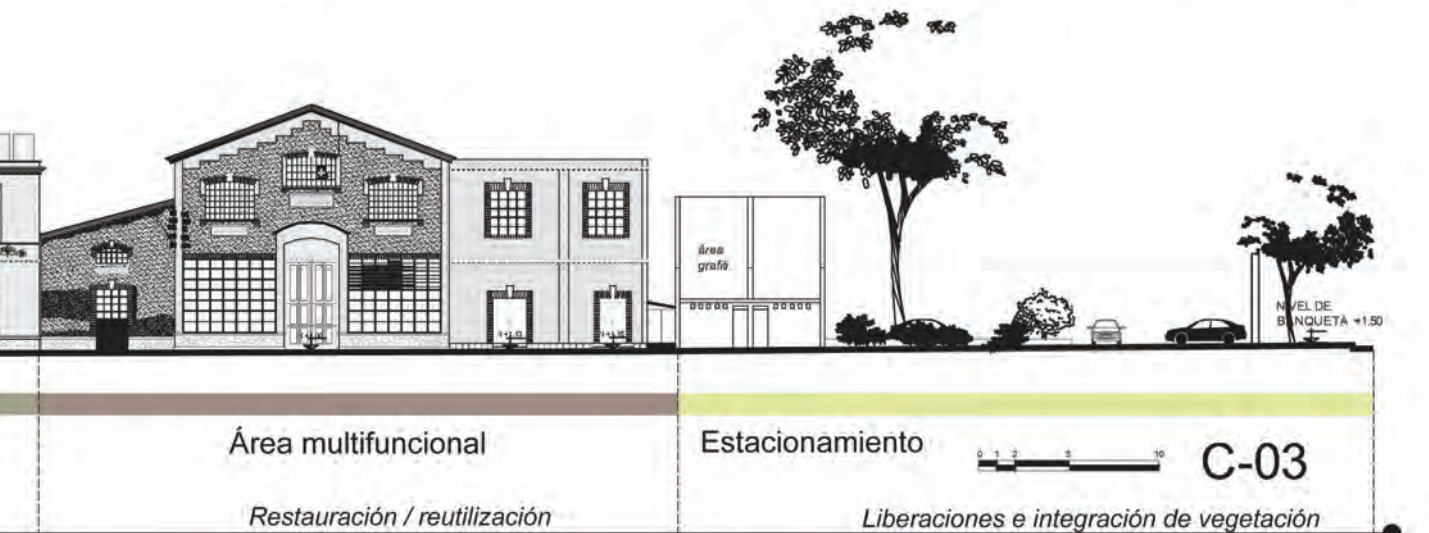 área
grafiti
NIVEL DE
BANQUETA +1.50
Área multifuncional
Estacionamiento
0 1 2 5 10
C-03
Restauración / reutilización
Liberaciones e integración de vegetación